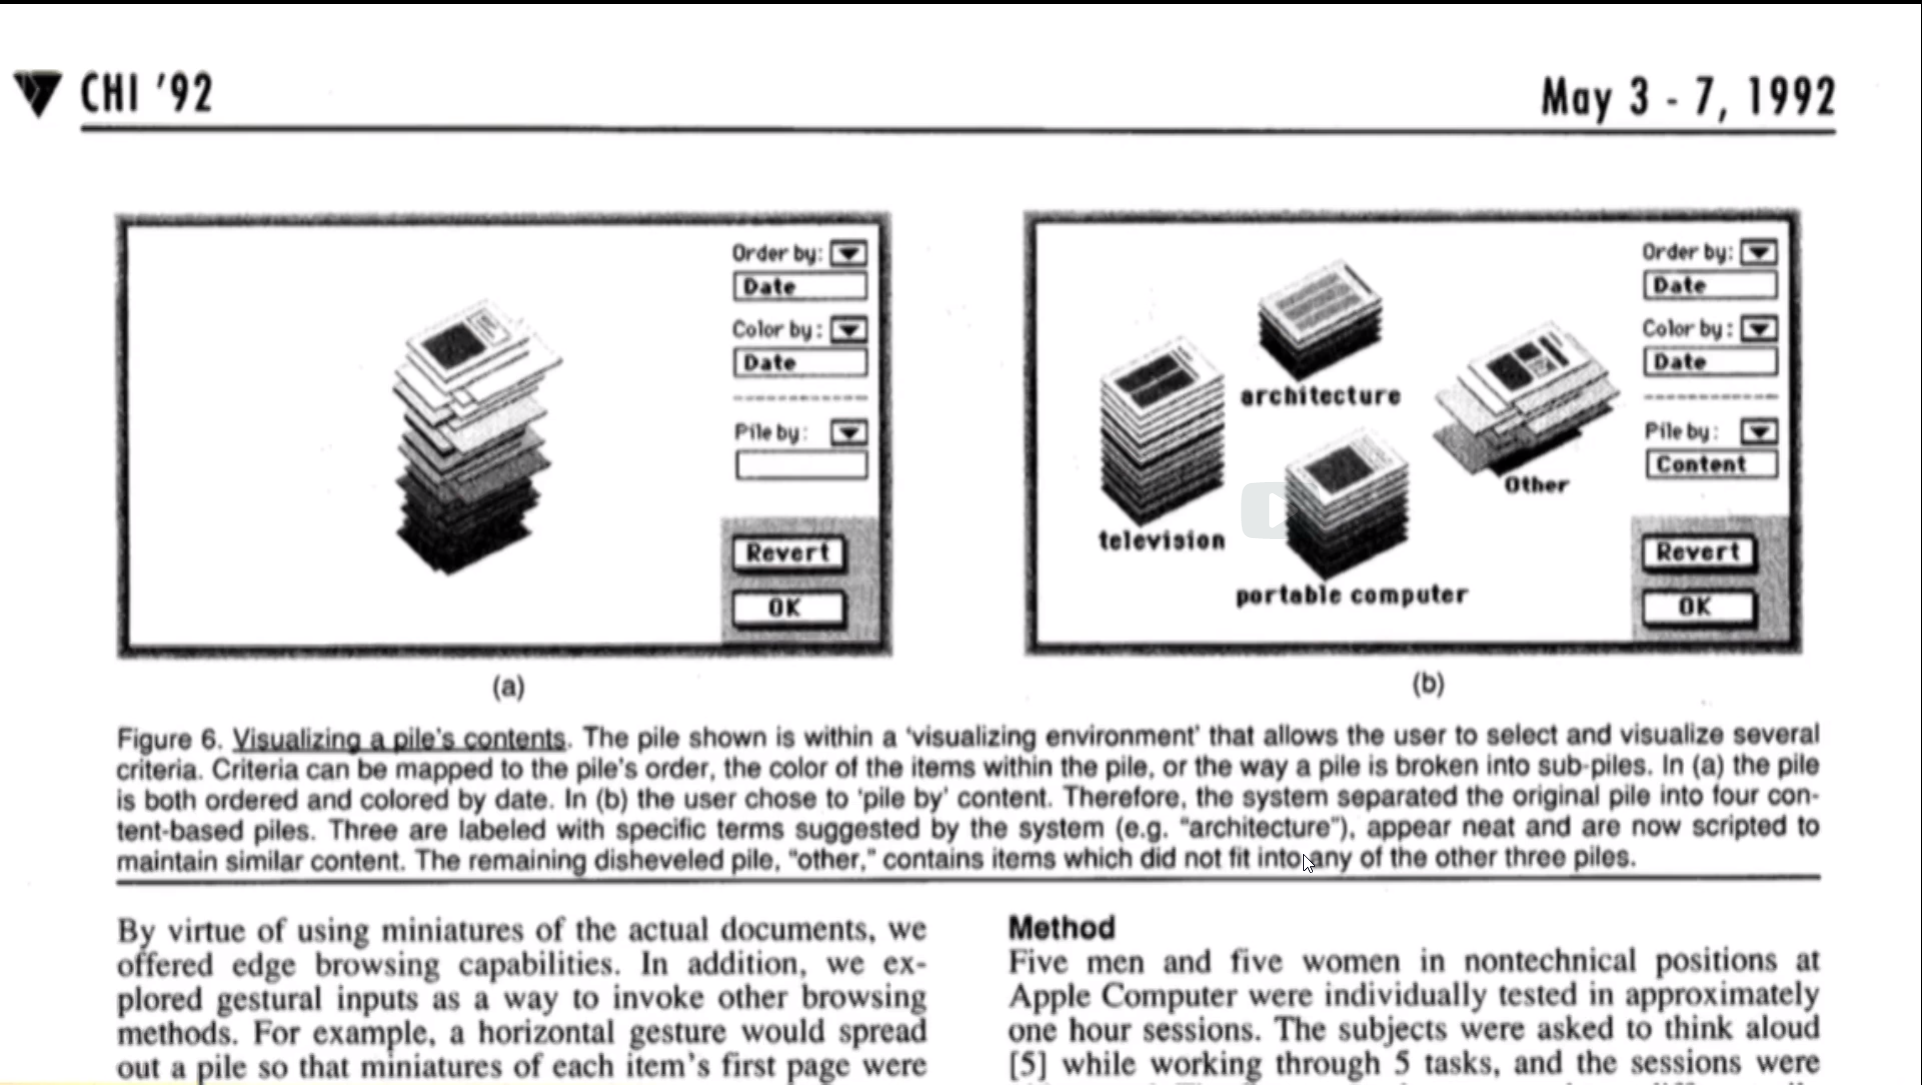 CHI '92
May 3 - 7, 1992
Order by:
Date
Color by:
Date
Pile by:
Revert
OK
(a)
architecture
television
portable computer
Other
Order by:
Date
Color by:
Date
Pile by:
Content
Revert
OK
(b)
Figure 6. Visualizing a pile's contents. The pile shown is within a 'visualizing environment' that allows the user to select and visualize several
criteria. Criteria can be mapped to the pile's order, the color of the items within the pile, or the way a pile is broken into sub-piles. In (a) the pile
is both ordered and colored by date. In (b) the user chose to 'pile by' content. Therefore, the system separated the original pile into four con-
tent-based piles. Three are labeled with specific terms suggested by the system (e.g. "architecture"), appear neat and are now scripted to
maintain similar content. The remaining disheveled pile, "other," contains items which did not fit into any of the other three piles.
By virtue of using miniatures of the actual documents, we
offered edge browsing capabilities. In addition, we ex-
plored gestural inputs as a way to invoke other browsing
methods. For example, a horizontal gesture would spread
out a pile so that miniatures of each item's first page were
Method
Five men and five women in nontechnical positions at
Apple Computer were individually tested in approximately
one hour sessions. The subjects were asked to think aloud
[5] while working through 5 tasks, and the sessions were